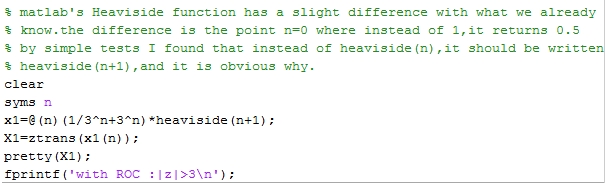 % matlab's Heaviside function has a slight difference with what we already
% know.the difference is the point n=0 where instead of 1,it returns 0.5
% by simple tests I found that instead of heaviside(n),it should be written
% heaviside(n+1),and it is obvious why.
clear
syms n
x1=@(n)(1/3^n+3^n)*heaviside(n+1);
X1=ztrans(x1(n));
pretty(X1);
fprintf('with ROC :|z|>3\n');